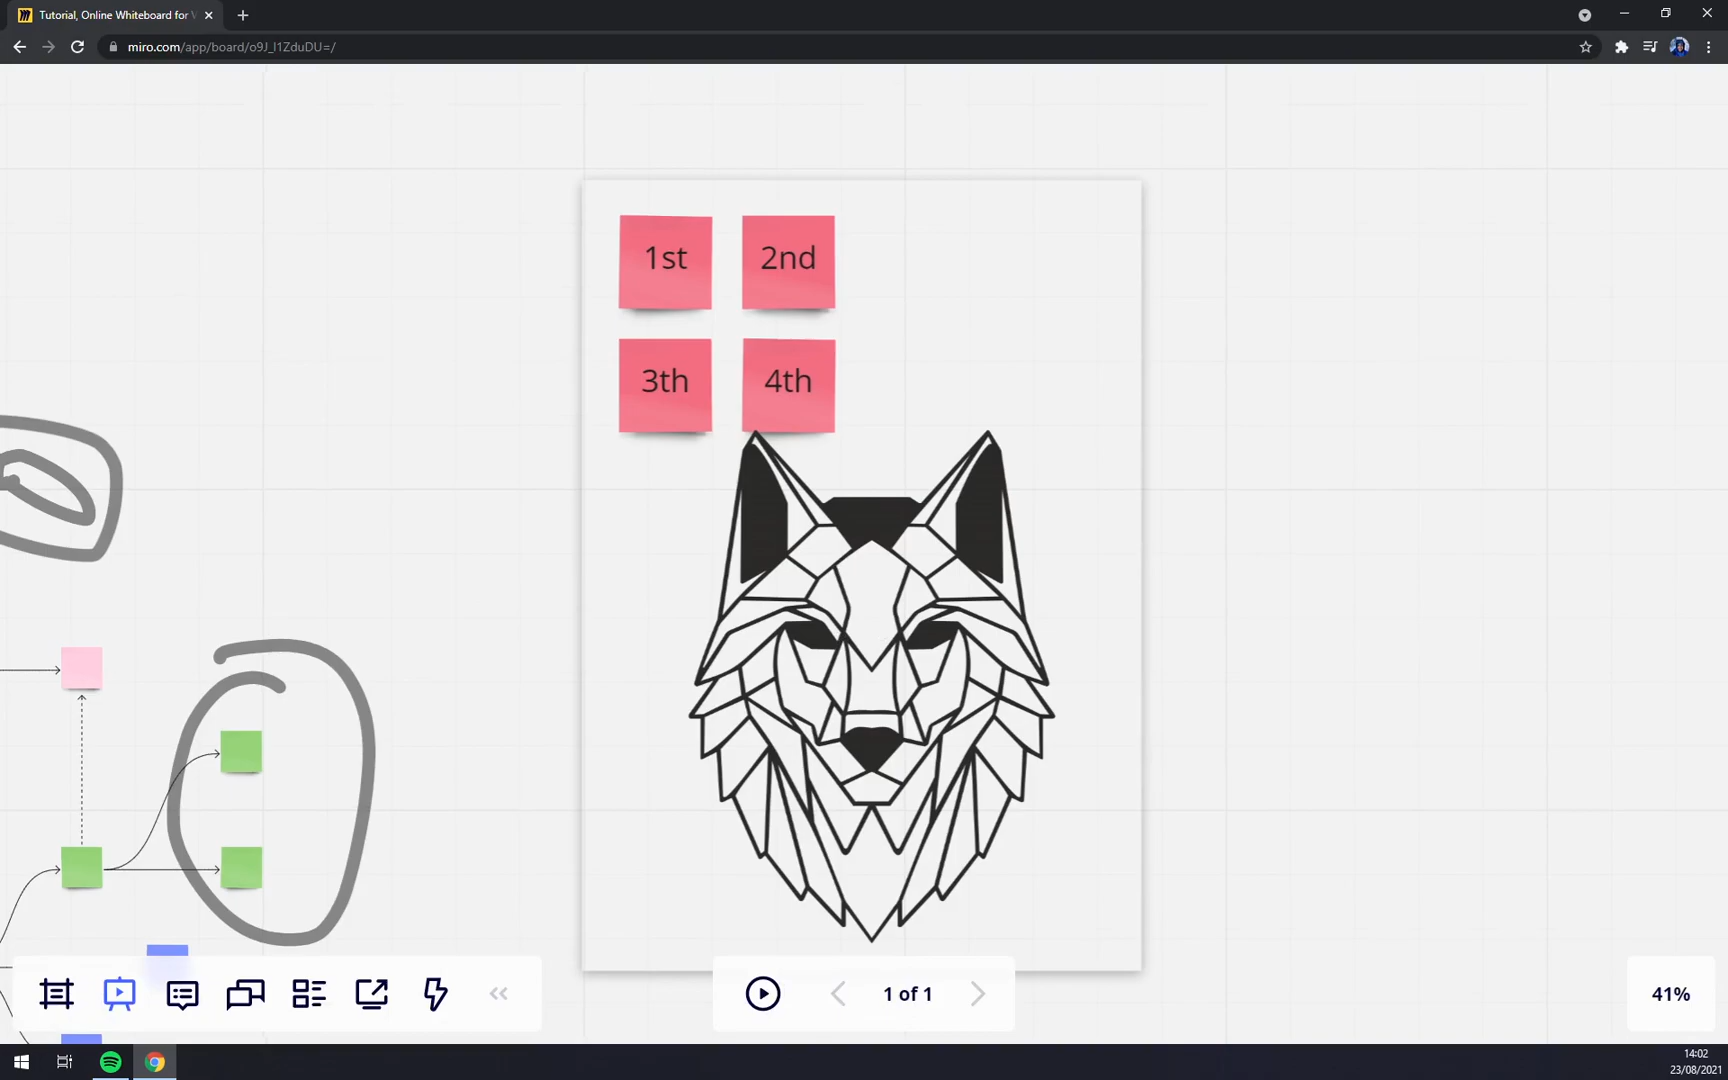 Tutorial, Online Whiteboard for
miro.com/app/board/o9J_l1ZduDU=/
1st 2nd
3th 4th
1 of 1
41%
14:02
23/08/2021